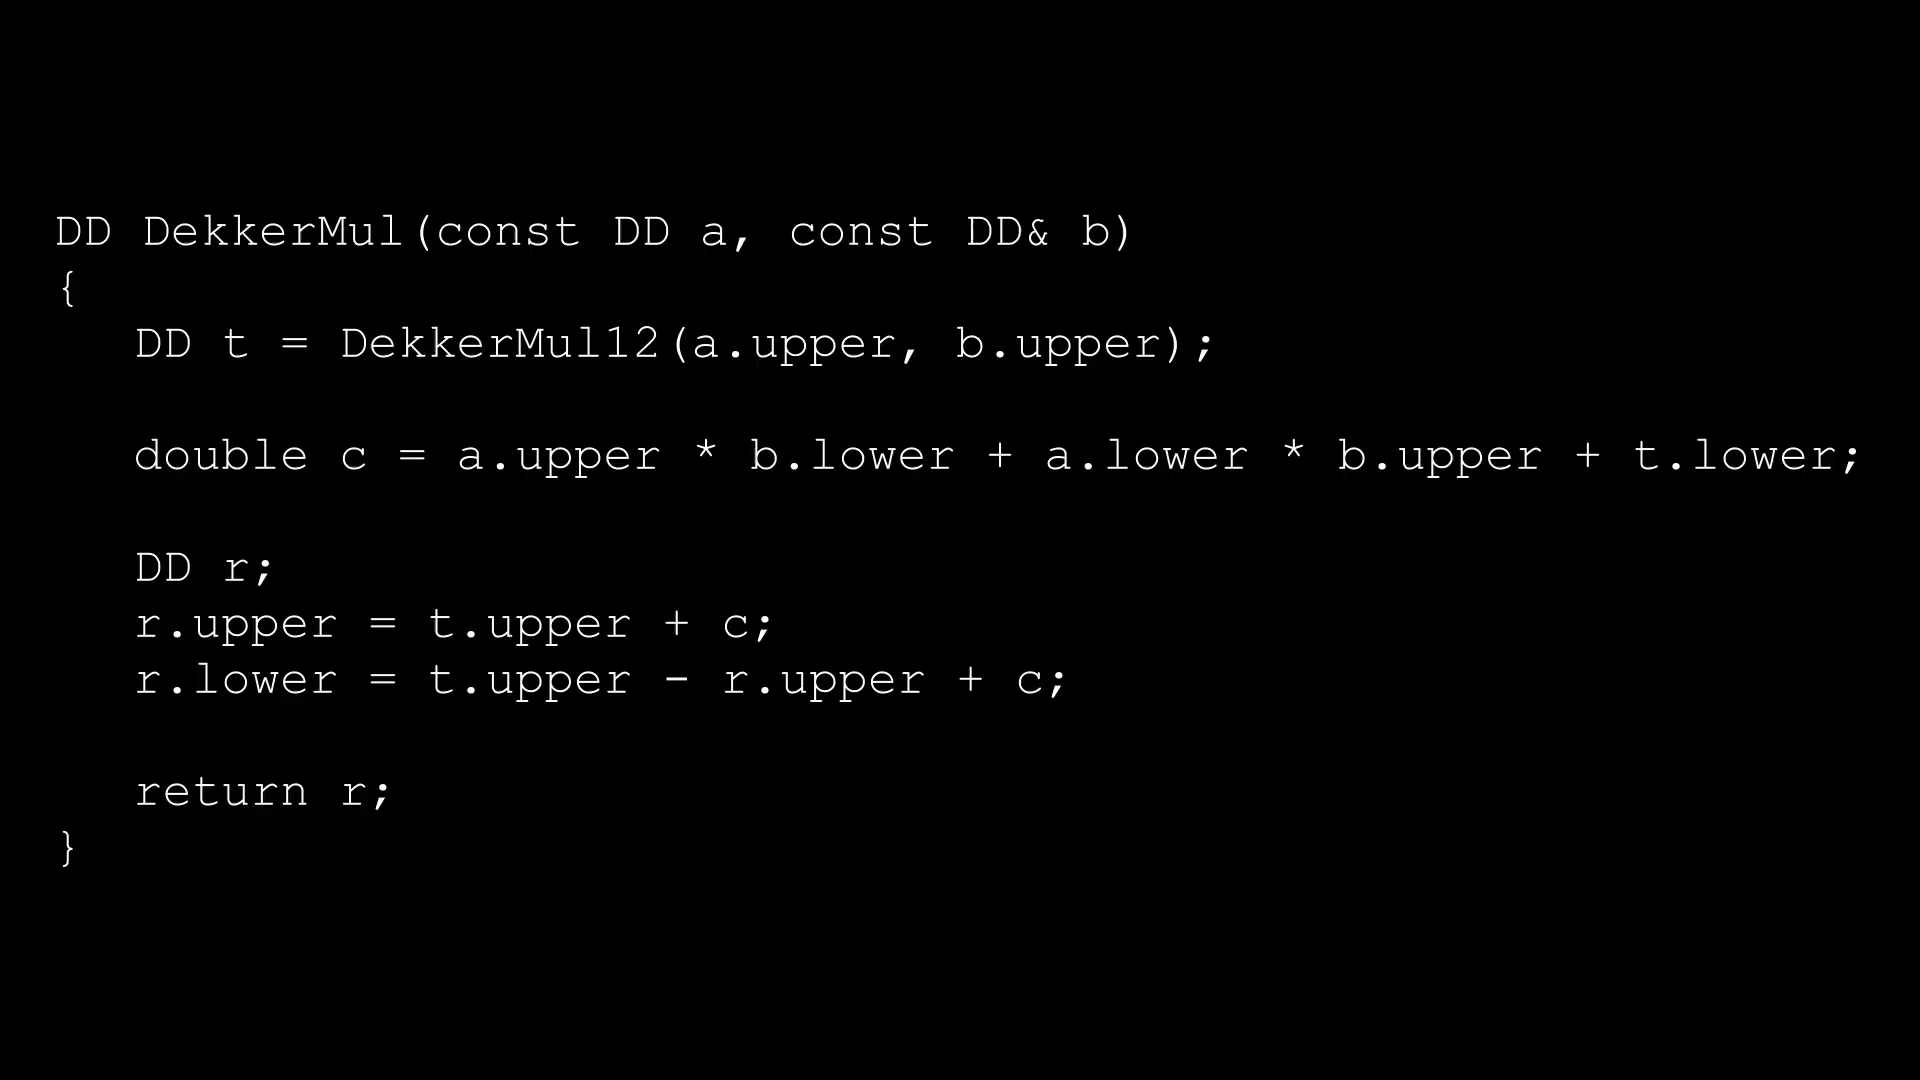 DD DekkerMul(const DD a, const DD& b)
{
DD t = DekkerMul12(a.upper, b.upper);
double c = a.upper * b.lower + a.lower * b.upper + t.lower;
DD r;
r.upper = t.upper + c;
r.lower = t.upper - r.upper + c;
return r;
}